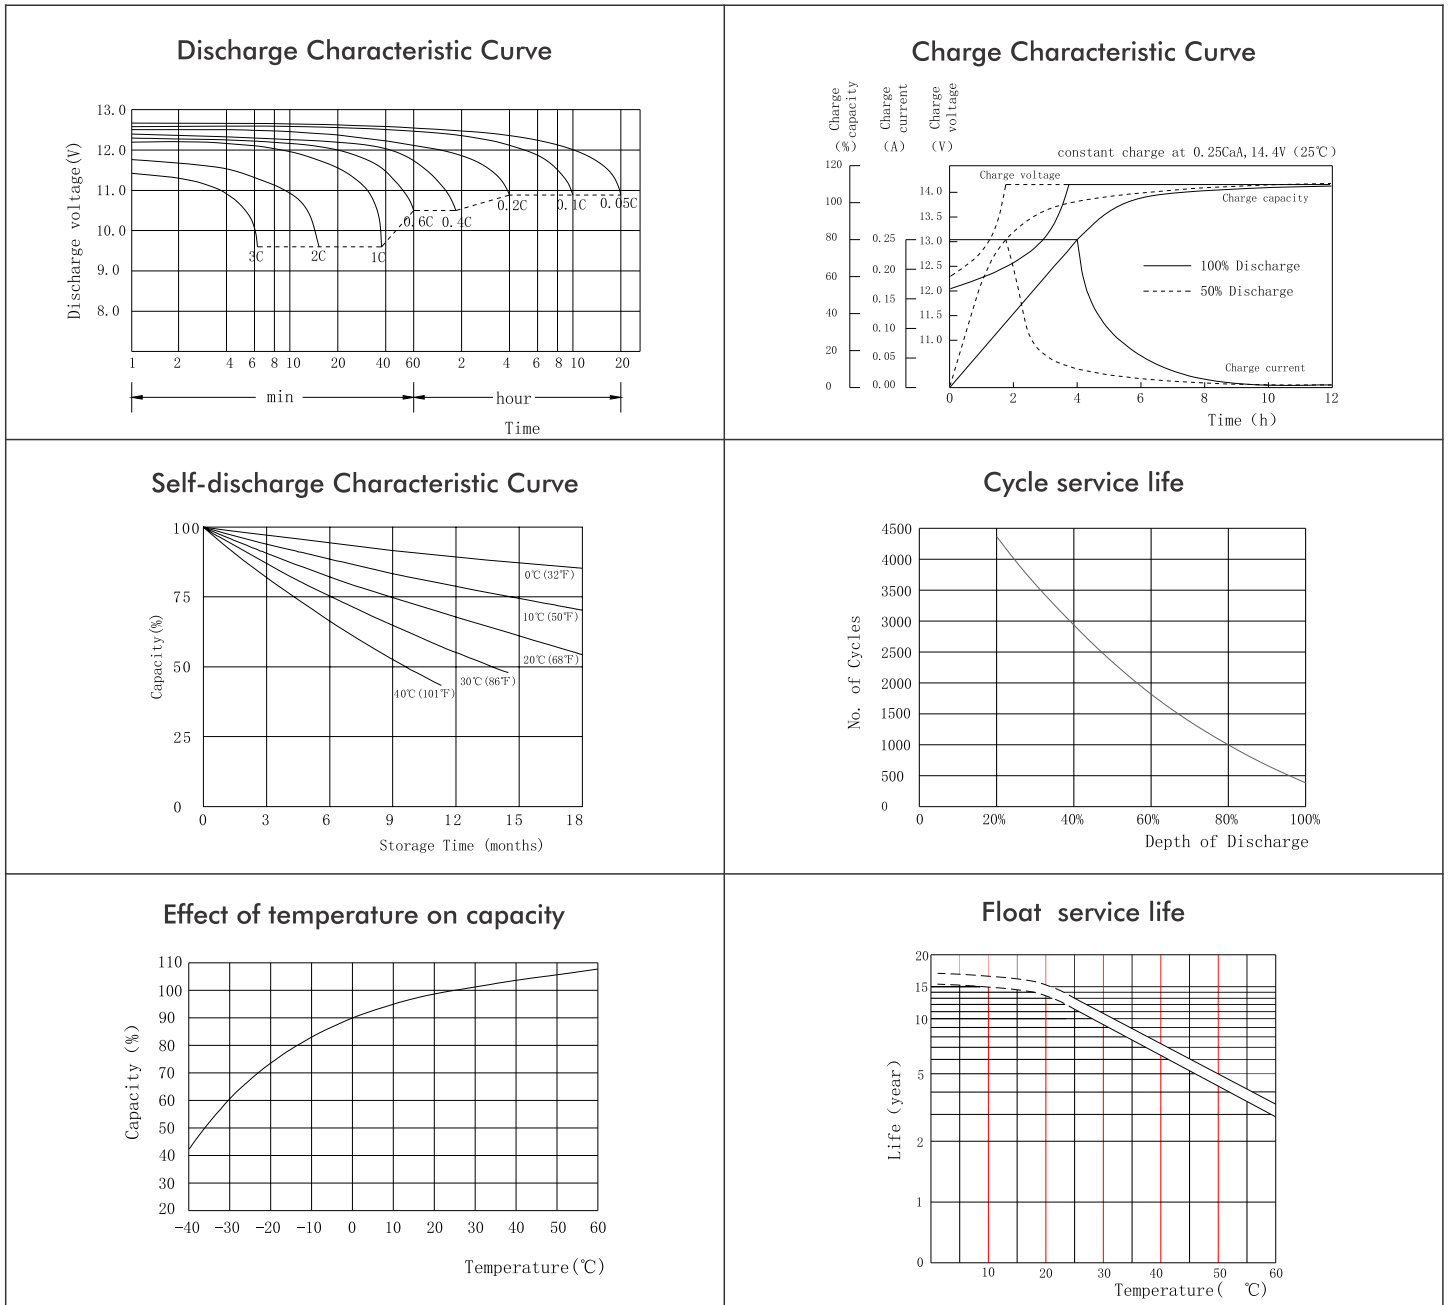 Discharge Characteristic Curve
Discharge voltage(V)
13.0
12.0
11.0
10.0
9.0
8.0
3C 2C 1C 0.6C 0.4C 0.2C 0.1C 0.05C
1 2 4 6 8 10 20 40 60 2 4 6 8 10 20
min hour
Time
Charge Characteristic Curve
Charge capacity (%)
Charge current (A)
Charge voltage (V)
constant charge at 0.25CaA,14.4V (25℃)
120
100
80
60
40
20
0
0.25
0.20
0.15
0.10
0.05
0.00
14.0
13.5
13.0
12.5
12.0
11.5
11.0
Charge voltage
Charge capacity
100% Discharge
50% Discharge
Charge current
0 2 4 6 8 10 12
Time (h)
Self-discharge Characteristic Curve
Capacity(%)
100
75
50
25
0
0℃(32℉)
10℃(50℉)
20℃(68℉)
30℃(86℉)
40℃(101℉)
0 3 6 9 12 15 18
Storage Time (months)
Cycle service life
No. of Cycles
4500
4000
3500
3000
2500
2000
1500
1000
500
0
0 20% 40% 60% 80% 100%
Depth of Discharge
Effect of temperature on capacity
Capacity (%)
110
100
90
80
70
60
50
40
30
20
-40 -30 -20 -10 0 10 20 30 40 50 60
Temperature(℃)
Float service life
Life (year)
20
15
10
5
2
1
0
10 20 30 40 50 60
Temperature( ℃)